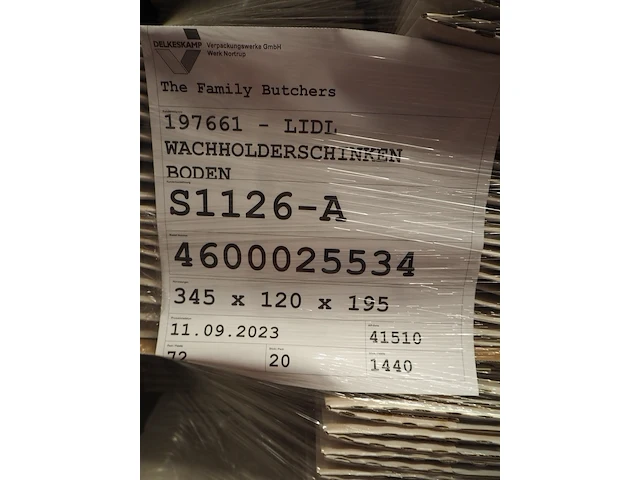 DELKESKAMP
Verpackungswerke GmbH
Werk Nortrup
The Family Butchers
197661 - LIDL
WACHHOLDERSCHINKEN
BODEN
S1126-A
4600025534
345 x 120 x 195
11.09.2023
41510
72
20
1440